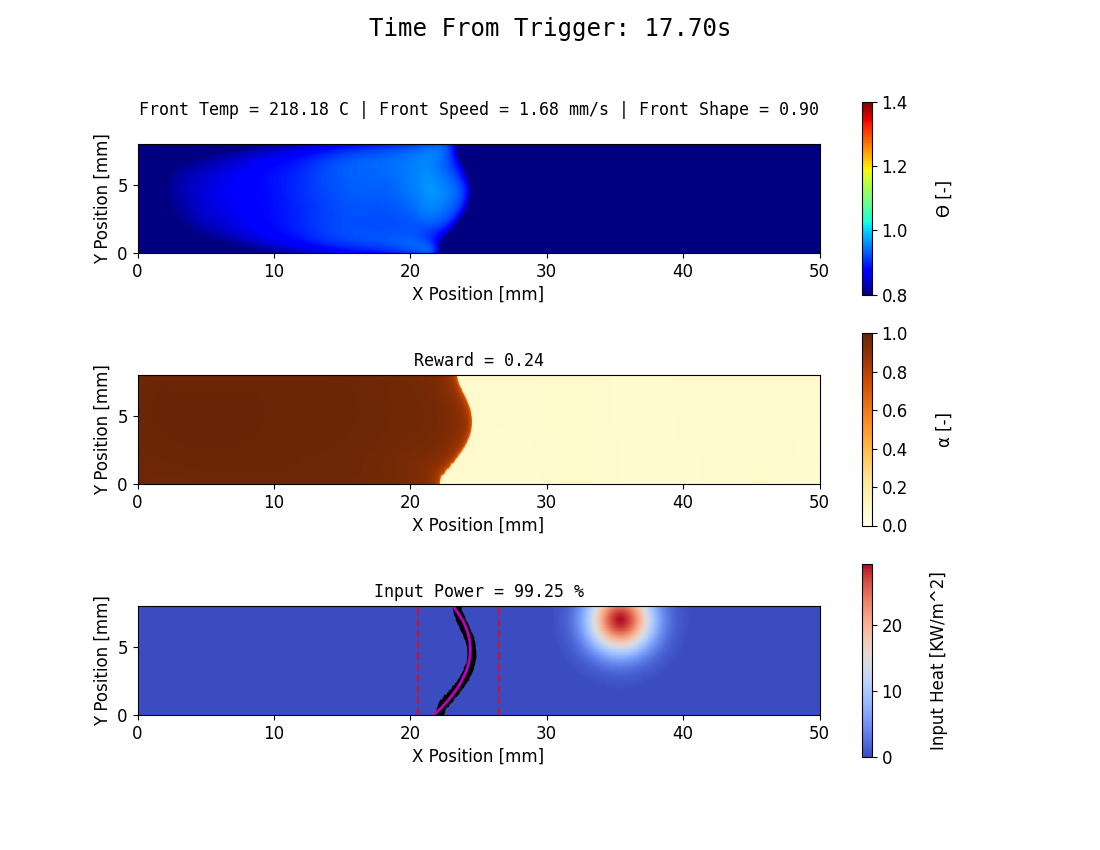 Time From Trigger: 17.70s
Front Temp = 218.18 C | Front Speed = 1.68 mm/s | Front Shape = 0.90
Y Position [mm]
5
0
0 10 20 30 40 50
X Position [mm]
1.4
1.2
1.0
0.8
Θ [-]
Reward = 0.24
Y Position [mm]
5
0
0 10 20 30 40 50
X Position [mm]
1.0
0.8
0.6
0.4
0.2
0.0
α [-]
Input Power = 99.25 %
Y Position [mm]
5
0
0 10 20 30 40 50
X Position [mm]
20
10
0
Input Heat [KW/m^2]